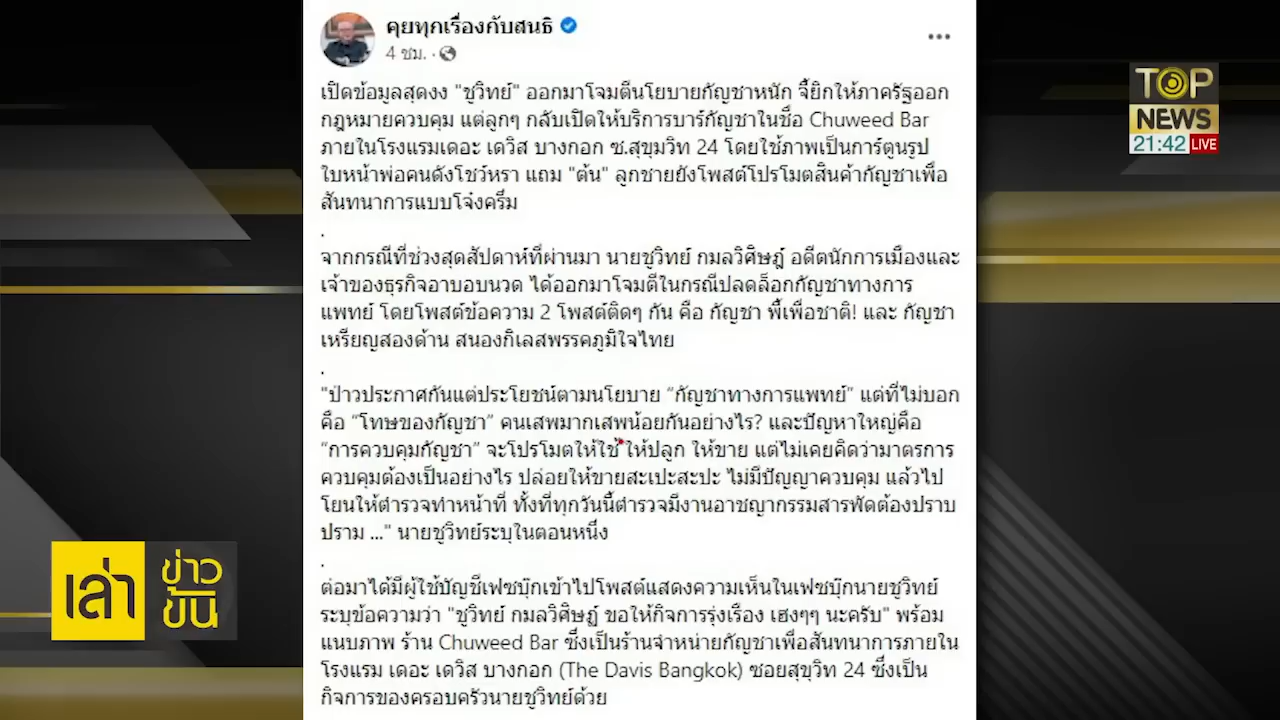 คุยทุกเรื่องกับสนธิ
4 ชม.
เปิดข้อมูลสุดงง "ชูวิทย์" ออกมาโจมตีนโยบายกัญชาหนัก จี้ยิกให้ภาครัฐออก
กฎหมายควบคุม แต่ลูกๆ กลับเปิดให้บริการบาร์กัญชาในชื่อ Chuweed Bar
ภายในโรงแรมเดอะ เดวิส บางกอก ซ.สุขุมวิท 24 โดยใช้ภาพเป็นการ์ตูนรูป
ใบหน้าพ่อคนดังโชว์หรา แถม "ต้น" ลูกชายยังโพสต์โปรโมตสินค้ากัญชาเพื่อ
สันทนาการแบบโจ๋งครึ่ม
.
จากกรณีที่ช่วงสุดสัปดาห์ที่ผ่านมา นายชูวิทย์ กมลวิศิษฎ์ อดีตนักการเมืองและ
เจ้าของธุรกิจอาบอบนวด ได้ออกมาโจมตีในกรณีปลดล็อกกัญชาทางการ
แพทย์ โดยโพสต์ข้อความ 2 โพสต์ติดๆ กัน คือ กัญชา พี้เพื่อชาติ! และ กัญชา
เหรียญสองด้าน สนองกิเลสพรรคภูมิใจไทย
.
"ป่าวประกาศกันแต่ประโยชน์ตามนโยบาย “กัญชาทางการแพทย์” แต่ที่ไม่บอก
คือ “โทษของกัญชา” คนเสพมากเสพน้อยกันอย่างไร? และปัญหาใหญ่คือ
“การควบคุมกัญชา” จะโปรโมตให้ใช้ ให้ปลูก ให้ขาย แต่ไม่เคยคิดว่ามาตรการ
ควบคุมต้องเป็นอย่างไร ปล่อยให้ขายสะเปะสะปะ ไม่มีปัญญาควบคุม แล้วไป
โยนให้ตำรวจทำหน้าที่ ทั้งที่ทุกวันนี้ตำรวจมีงานอาชญากรรมสารพัดต้องปราบ
ปราม ..." นายชูวิทย์ระบุในตอนหนึ่ง
.
ต่อมาได้มีผู้ใช้บัญชีเฟซบุ๊กเข้าไปโพสต์แสดงความเห็นในเฟซบุ๊กนายชูวิทย์
ระบุข้อความว่า "ชูวิทย์ กมลวิศิษฏ์ ขอให้กิจการรุ่งเรือง เฮงๆๆ นะครับ" พร้อม
แนบภาพ ร้าน Chuweed Bar ซึ่งเป็นร้านจำหน่ายกัญชาเพื่อสันทนาการภายใน
โรงแรม เดอะ เดวิส บางกอก (The Davis Bangkok) ซอยสุขุวิท 24 ซึ่งเป็น
กิจการของครอบครัวนายชูวิทย์ด้วย
TOP
NEWS
21:42 LIVE
เล่า
ข่าว
ข้น